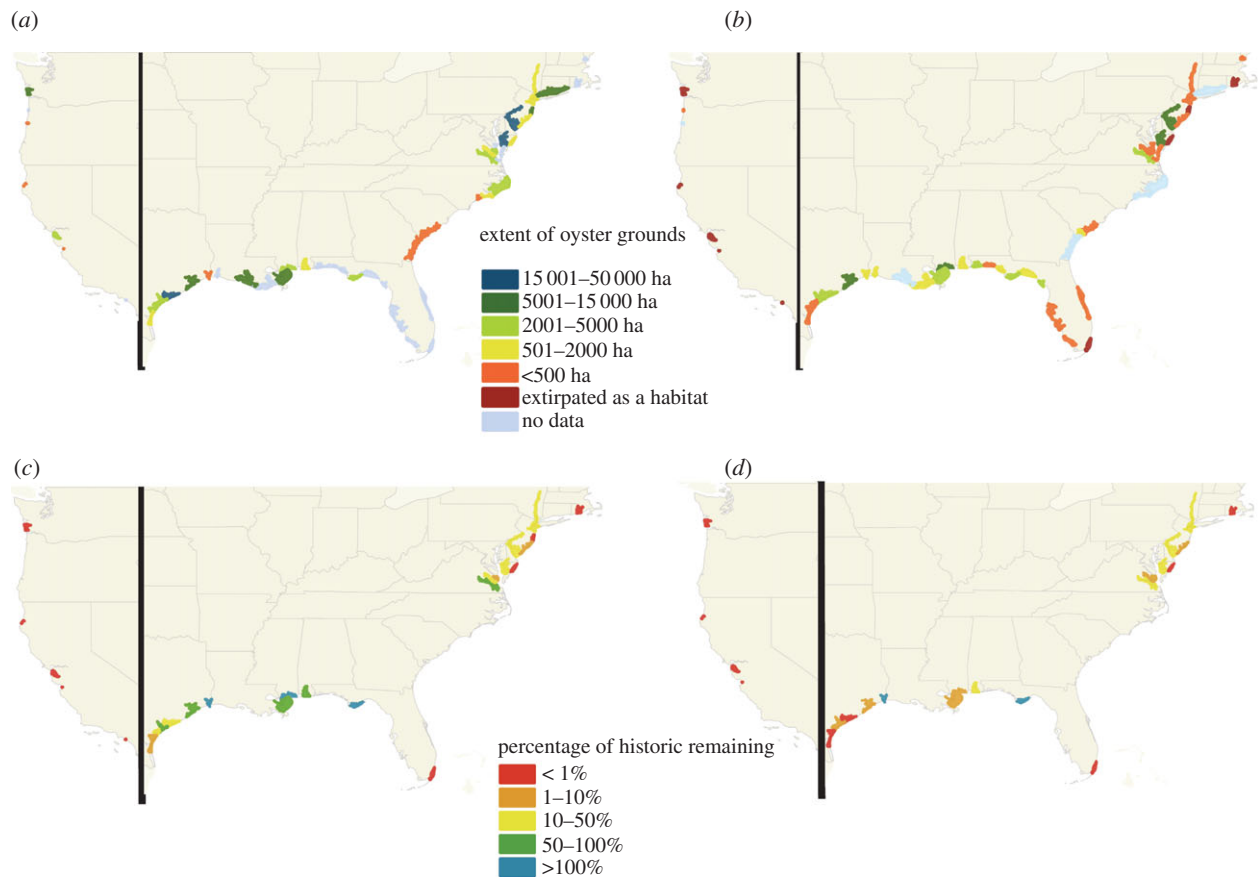 (a)
(b)
extent of oyster grounds
15 001–50 000 ha
5001–15 000 ha
2001–5000 ha
501–2000 ha
<500 ha
extirpated as a habitat
no data
(c)
(d)
percentage of historic remaining
< 1%
1–10%
10–50%
50–100%
>100%